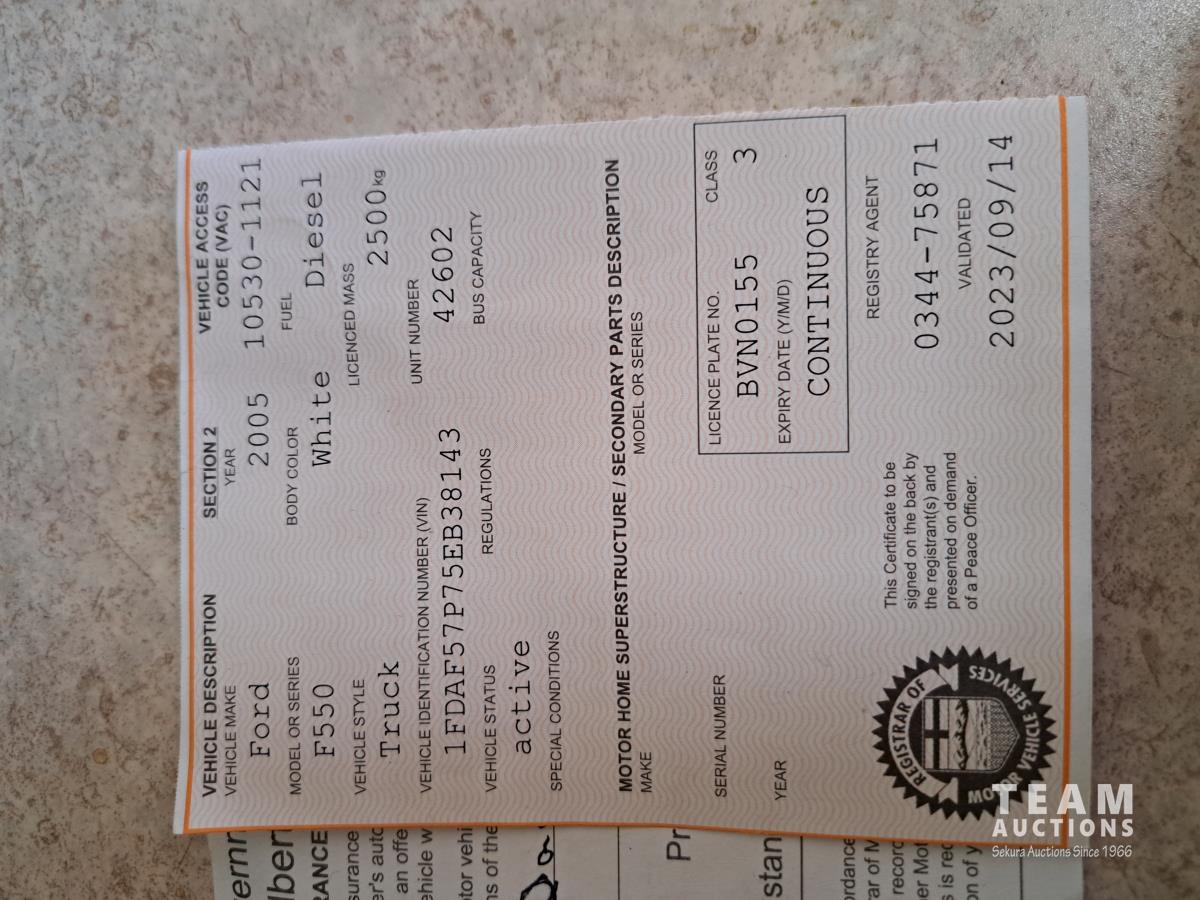 VEHICLE DESCRIPTION SECTION 2 VEHICLE ACCESS
VEHICLE MAKE YEAR CODE (VAC)
Ford 2005 10530-1121
MODEL OR SERIES BODY COLOR FUEL
F550 White Diesel
VEHICLE STYLE LICENCED MASS
Truck 2500kg
VEHICLE IDENTIFICATION NUMBER (VIN) UNIT NUMBER
1FDAF57P75EB38143 42602
VEHICLE STATUS REGULATIONS BUS CAPACITY
active
SPECIAL CONDITIONS
MOTOR HOME SUPERSTRUCTURE / SECONDARY PARTS DESCRIPTION
MAKE MODEL OR SERIES
SERIAL NUMBER
YEAR
LICENCE PLATE NO. CLASS
BVN0155 3
EXPIRY DATE (Y/M/D)
CONTINUOUS
REGISTRAR OF
MOTOR VEHICLE SERVICES
This Certificate to be
signed on the back by
the registrant(s) and
presented on demand
of a Peace Officer.
REGISTRY AGENT
0344-75871
VALIDATED
2023/09/14
TEAM
AUCTIONS
Sekura Auctions Since 1966